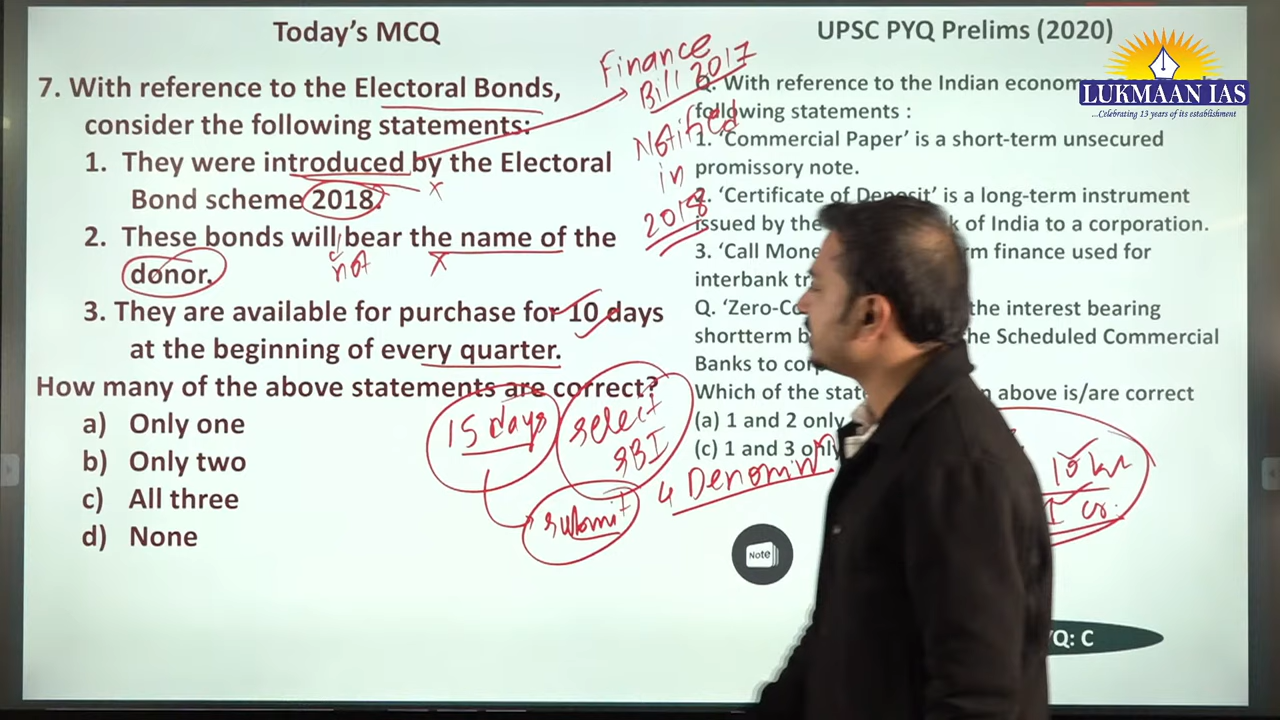 Today's MCQ
7. With reference to the Electoral Bonds,
consider the following statements:
1. They were introduced by the Electoral
Bond scheme 2018.
2. These bonds will bear the name of the
not
donor.
3. They are available for purchase for 10 days
at the beginning of every quarter.
How many of the above statements are correct?
a) Only one
b) Only two
c) All three
d) None
Finance
Bill 2017
Notified
in
2018
15 days
select
SBI
submit
4 Denomin
UPSC PYQ Prelims (2020)
Q. With reference to the Indian economy,
following statements :
1. 'Commercial Paper' is a short-term unsecured
promissory note.
2. 'Certificate of Deposit' is a long-term instrument
issued by the of India to a corporation.
3. 'Call Mone finance used for
interbank
Q. 'Zero-Co the interest bearing
shortterm he Scheduled Commercial
Banks to
Which of the above is/are correct
(a) 1 and 2 only
(c) 1 and 3 only
1 cr.
Note
YQ: C
LUKMAAN IAS
...Celebrating 13 years of its establishment